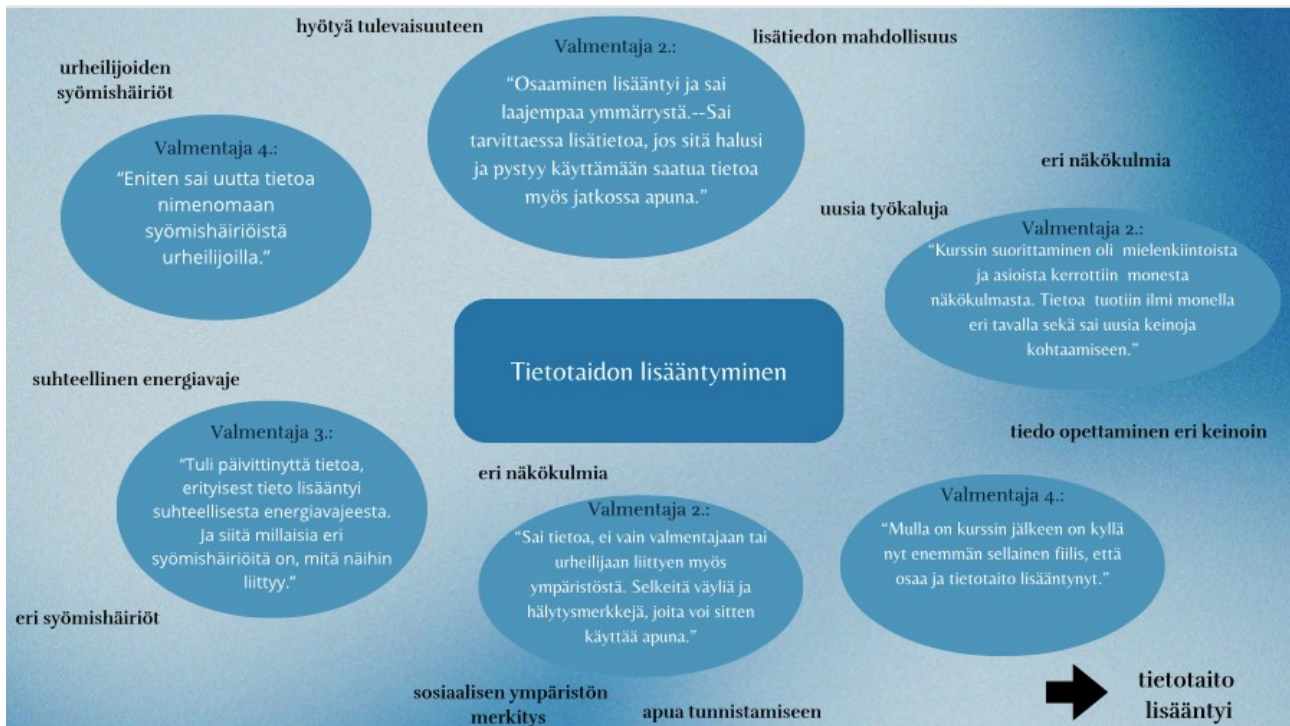 hyötyä tulevaisuuteen
lisätiedon mahdollisuus
Valmentaja 2.:
“Osaaminen lisääntyi ja sai
laajempaa ymmärrystä.--Sai
tarvittaessa lisätietoa, jos sitä halusi
ja pystyy käyttämään saatua tietoa
myös jatkossa apuna.”
urheilijoiden
syömishäiriöt
Valmentaja 4.:
“Eniten sai uutta tietoa
nimenomaan
syömishäiriöistä
urheilijoilla.”
eri näkökulmia
uusia työkaluja
Valmentaja 2.:
“Kurssin suorittaminen oli mielenkiintoista
ja asioista kerrottiin monesta
näkökulmasta. Tietoa tuotiin ilmi monella
eri tavalla sekä sai uusia keinoja
kohtaamiseen.”
Tietotaidon lisääntyminen
suhteellinen energiavaje
Valmentaja 3.:
“Tuli päivittinyttä tietoa,
erityisest tieto lisääntyi
suhteellisesta energiavajeesta.
Ja siitä millaisia eri
syömishäiriöitä on, mitä näihin
liittyy.”
eri syömishäiriöt
eri näkökulmia
Valmentaja 2.:
“Sai tietoa, ei vain valmentajaan tai
urheilijaan liittyen myös
ympäristöstä. Selkeitä väyliä ja
hälytysmerkkejä, joita voi sitten
käyttää apuna.”
sosiaalisen ympäristön
merkitys
apua tunnistamiseen
tiedo opettaminen eri keinoin
Valmentaja 4.:
“Mulla on kurssin jälkeen on kyllä
nyt enemmän sellainen fiilis, että
osaa ja tietotaito lisääntynyt.”
tietotaito
lisääntyi